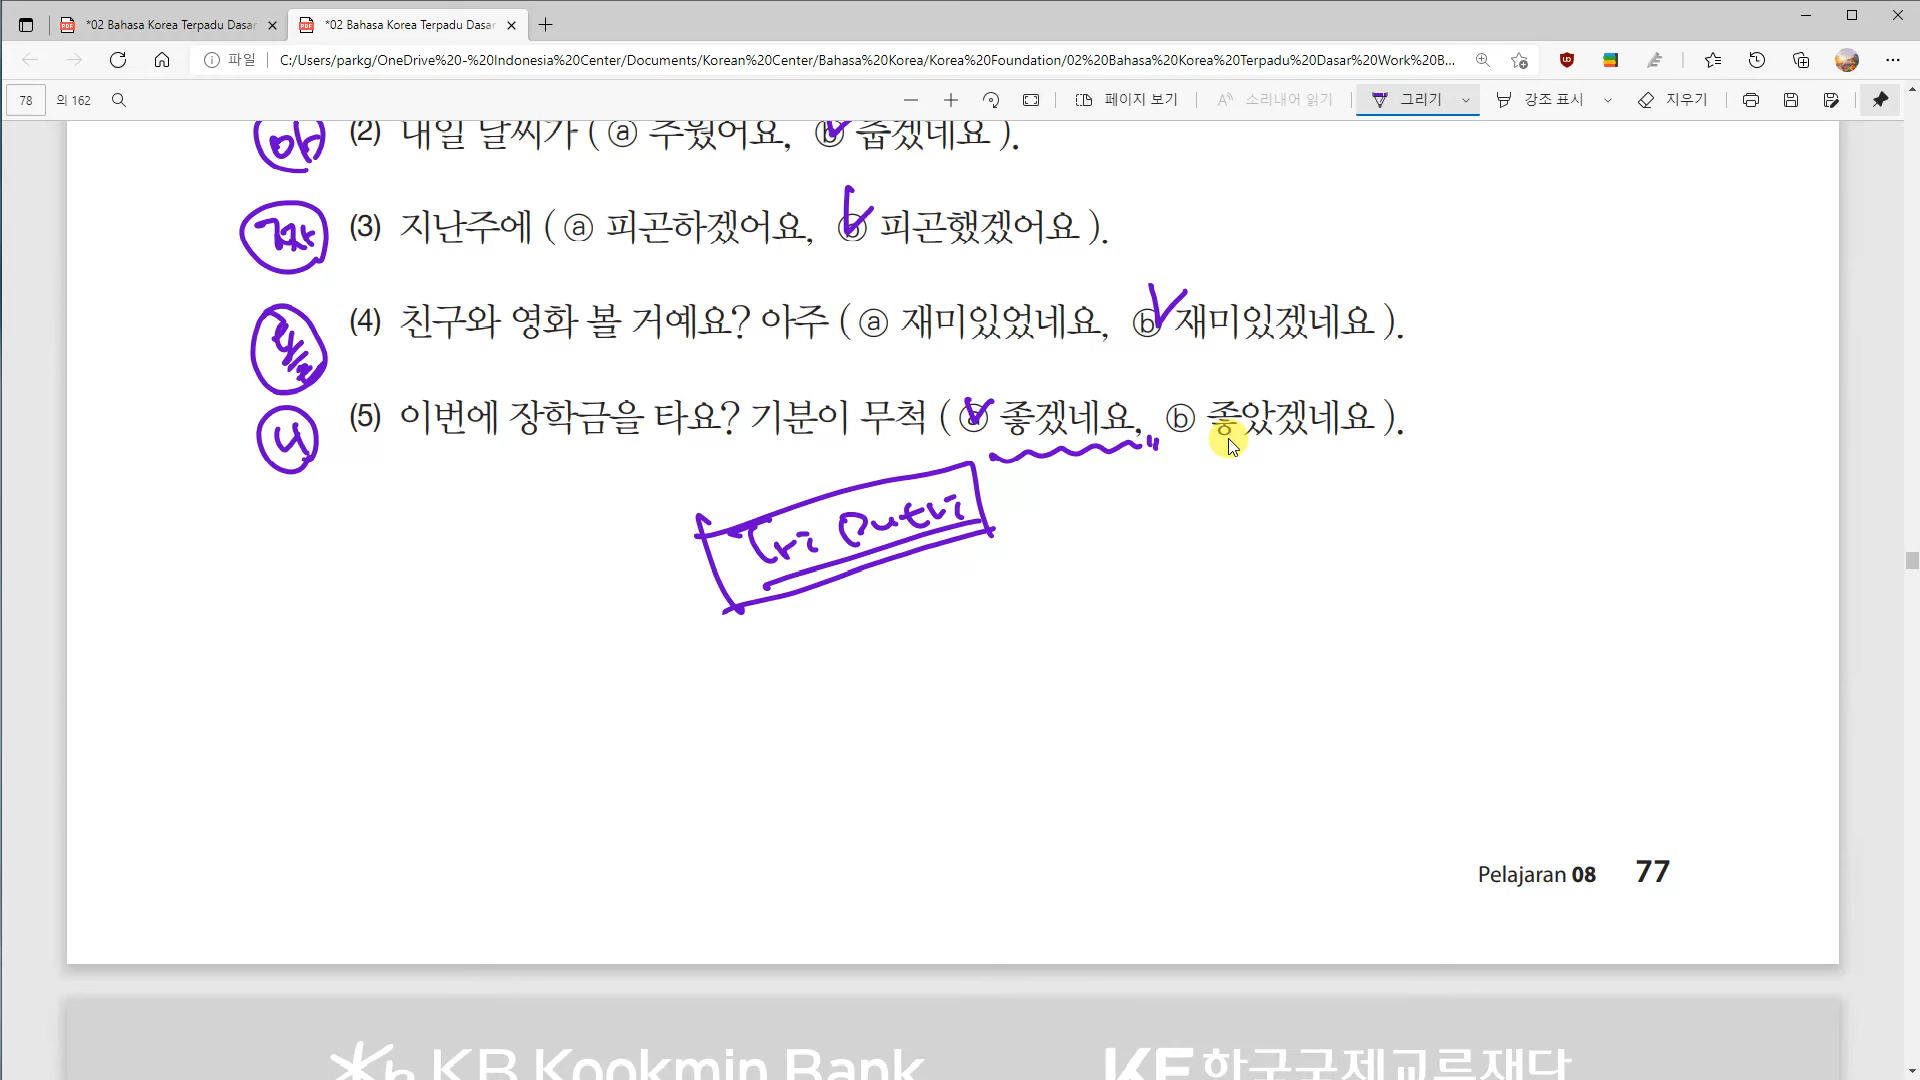 *02 Bahasa Korea Terpadu Dasar
*02 Bahasa Korea Terpadu Dasar
파일 C:/Users/parkg/OneDrive%20-%20Indonesia%20Center/Documents/Korean%20Center/Bahasa%20Korea/Korea%20Foundation/02%20Bahasa%20Korea%20Terpadu%20Dasar%20Work%20B...
78 의 162 페이지 보기 소리내어 읽기 그리기 강조 표시 지우기
(2) 내일 날씨가 ( ⓐ 추웠어요, ⓑ 춥겠네요 ).
(3) 지난주에 ( ⓐ 피곤하겠어요, ⓑ 피곤했겠어요 ).
(4) 친구와 영화 볼 거예요? 아주 ( ⓐ 재미있었네요, ⓑ 재미있겠네요 ).
(5) 이번에 장학금을 타요? 기분이 무척 ( ⓐ 좋겠네요, ⓑ 좋았겠네요 ).
Tri Putri
Pelajaran 08 77
KB Kookmin Bank KF 한국국제교류재단